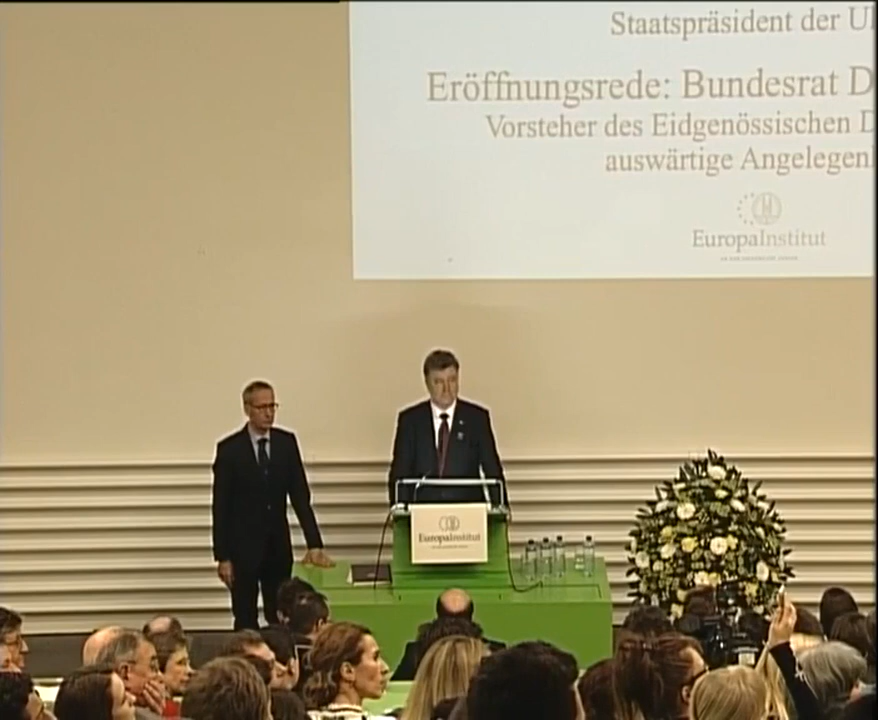 Staatspräsident der U
Eröffnungsrede: Bundesrat D
Vorsteher des Eidgenössischen D
auswärtige Angelegen
EuropaInstitut
EuropaInstitut